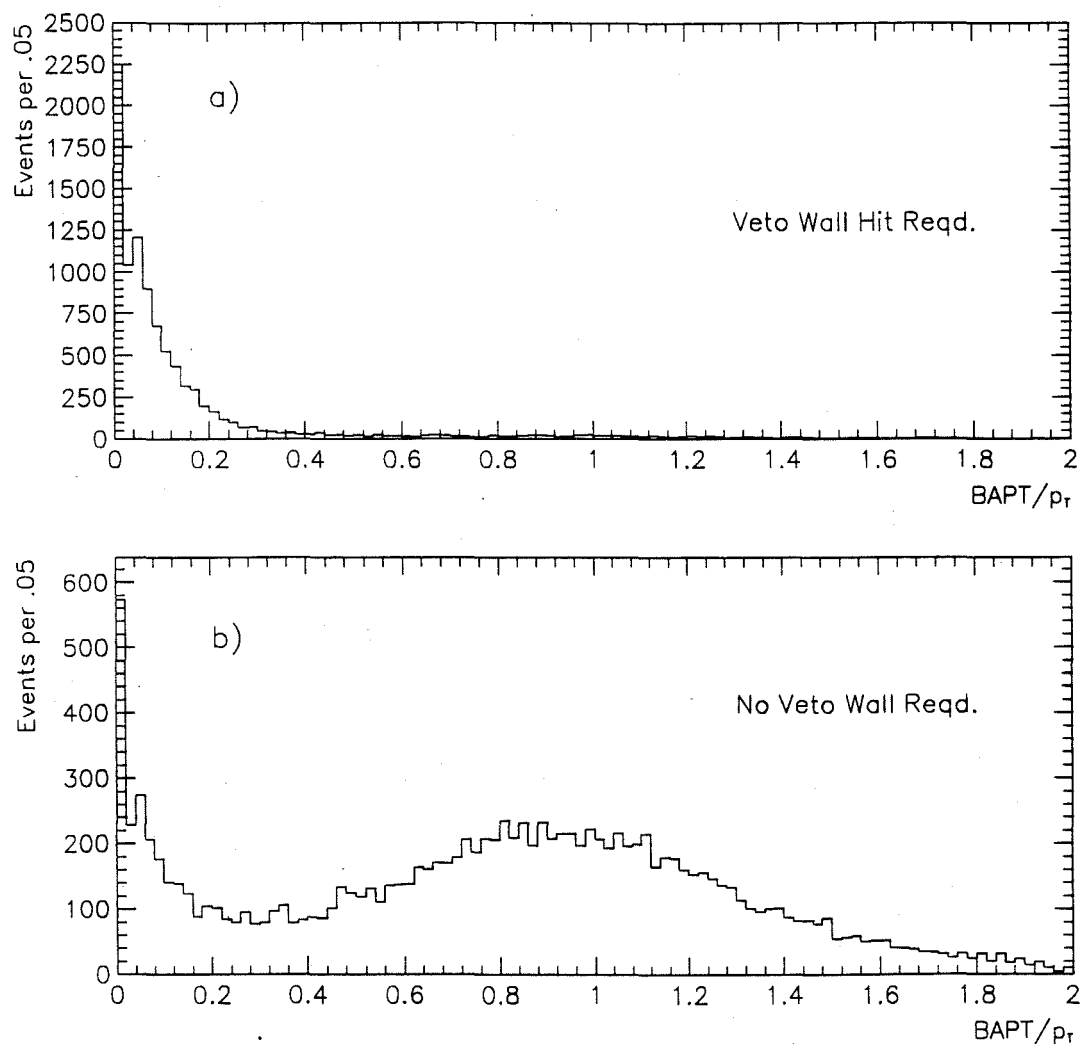 Events per .05
2500
2250
2000
1750
1500
1250
1000
750
500
250
0
a)
Veto Wall Hit Reqd.
0 0.2 0.4 0.6 0.8 1 1.2 1.4 1.6 1.8 2
BAPT/pT
Events per .05
600
500
400
300
200
100
0
b)
No Veto Wall Reqd.
0 0.2 0.4 0.6 0.8 1 1.2 1.4 1.6 1.8 2
BAPT/pT